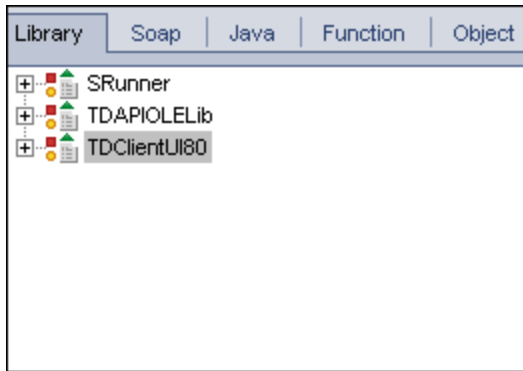 Library Soap Java Function Object
SRunner
TDAPIOLELib
TDClientUI80